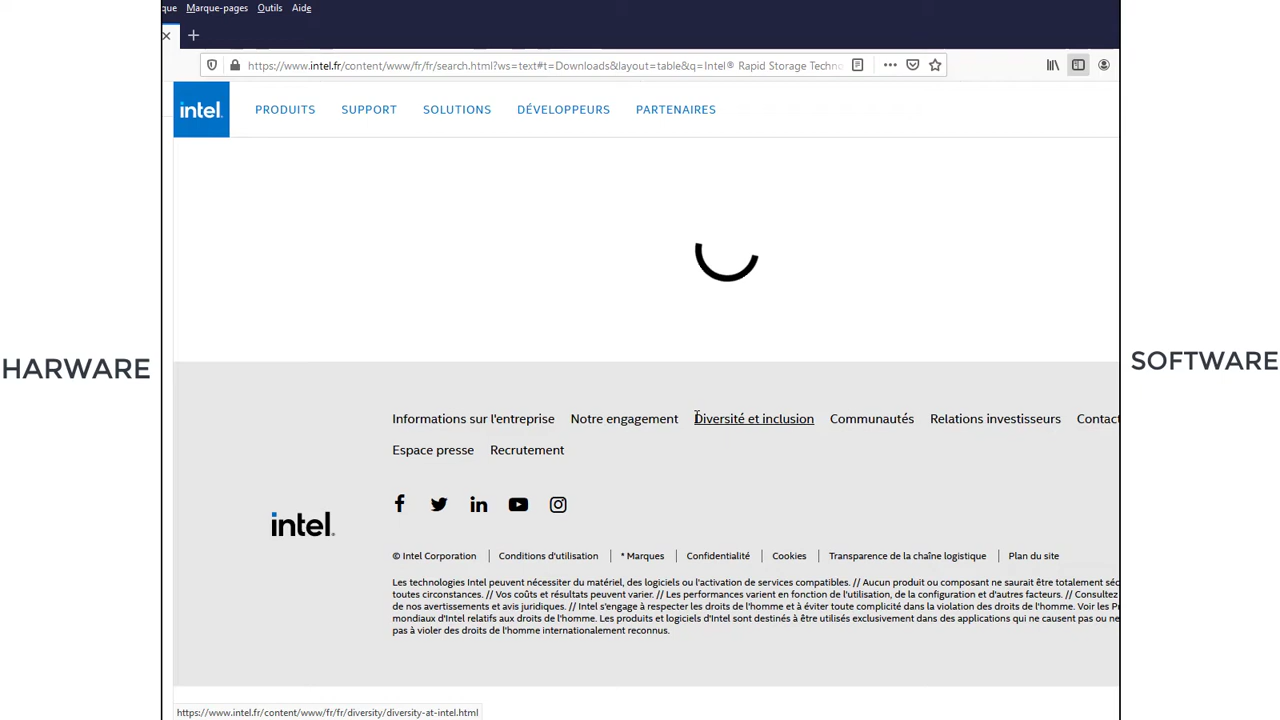 que Marque-pages Outils Aide
https://www.intel.fr/content/www/fr/fr/search.html?ws=text#t=Downloads&layout=table&q=Intel® Rapid Storage Techno
intel. PRODUITS SUPPORT SOLUTIONS DÉVELOPPEURS PARTENAIRES
HARWARE
SOFTWARE
Informations sur l'entreprise Notre engagement Diversité et inclusion Communautés Relations investisseurs Contact
Espace presse Recrutement
intel.
© Intel Corporation Conditions d'utilisation * Marques Confidentialité Cookies Transparence de la chaîne logistique Plan du site
Les technologies Intel peuvent nécessiter du matériel, des logiciels ou l'activation de services compatibles. // Aucun produit ou composant ne saurait être totalement séc
toutes circonstances. // Vos coûts et résultats peuvent varier. // Les performances varient en fonction de l'utilisation, de la configuration et d'autres facteurs. // Consultez
de nos avertissements et avis juridiques. // Intel s'engage à respecter les droits de l'homme et à éviter toute complicité dans la violation des droits de l'homme. Voir les Pr
mondiaux d'Intel relatifs aux droits de l'homme. Les produits et logiciels d'Intel sont destinés à être utilisés exclusivement dans des applications qui ne causent pas ou ne
pas à violer des droits de l'homme internationalement reconnus.
https://www.intel.fr/content/www/fr/fr/diversity/diversity-at-intel.html